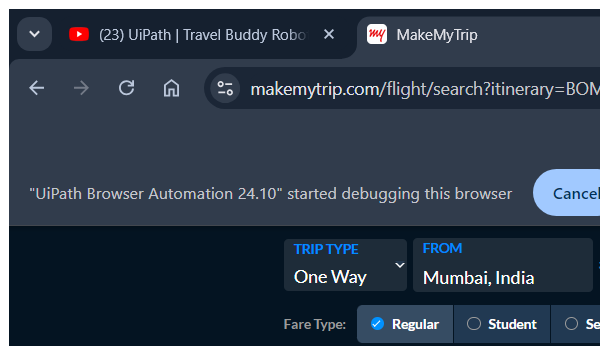 (23) UiPath | Travel Buddy Robo
my MakeMyTrip
makemytrip.com/flight/search?itinerary=BOM
"UiPath Browser Automation 24.10" started debugging this browser
Cancel
TRIP TYPE
One Way
FROM
Mumbai, India
Fare Type:
Regular
Student
Se